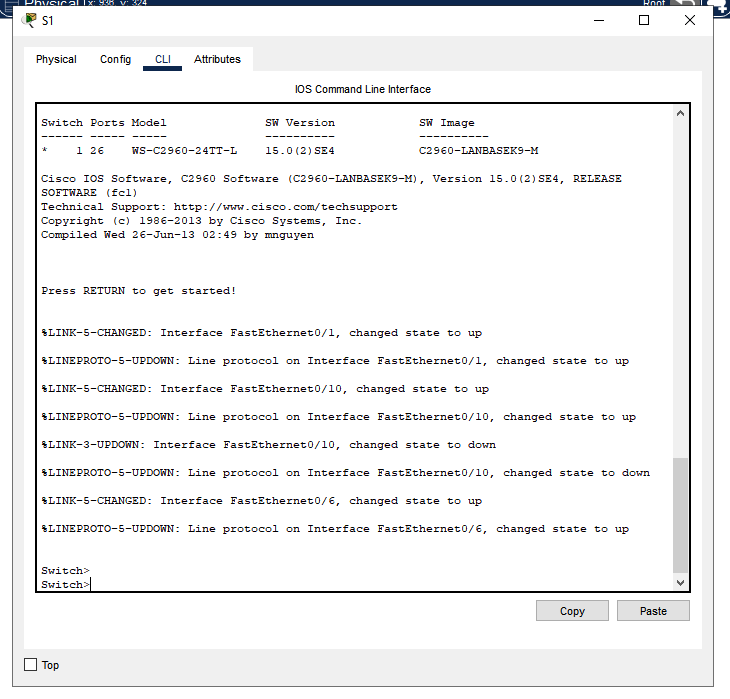 Physical x: 938, y: 324 Root
S1
Physical Config CLI Attributes
IOS Command Line Interface
Switch Ports Model SW Version SW Image
------ ----- ----- ---------- ----------
* 1 26 WS-C2960-24TT-L 15.0(2)SE4 C2960-LANBASEK9-M
Cisco IOS Software, C2960 Software (C2960-LANBASEK9-M), Version 15.0(2)SE4, RELEASE
SOFTWARE (fc1)
Technical Support: http://www.cisco.com/techsupport
Copyright (c) 1986-2013 by Cisco Systems, Inc.
Compiled Wed 26-Jun-13 02:49 by mnguyen
Press RETURN to get started!
%LINK-5-CHANGED: Interface FastEthernet0/1, changed state to up
%LINEPROTO-5-UPDOWN: Line protocol on Interface FastEthernet0/1, changed state to up
%LINK-5-CHANGED: Interface FastEthernet0/10, changed state to up
%LINEPROTO-5-UPDOWN: Line protocol on Interface FastEthernet0/10, changed state to up
%LINK-3-UPDOWN: Interface FastEthernet0/10, changed state to down
%LINEPROTO-5-UPDOWN: Line protocol on Interface FastEthernet0/10, changed state to down
%LINK-5-CHANGED: Interface FastEthernet0/6, changed state to up
%LINEPROTO-5-UPDOWN: Line protocol on Interface FastEthernet0/6, changed state to up
Switch>
Switch>
Copy Paste
Top